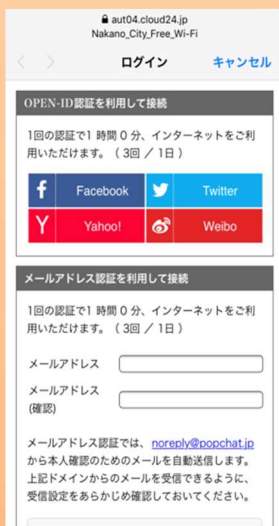 aut04.cloud24.jp
Nakano_City_Free_Wi-Fi
ログイン
キャンセル
OPEN-ID認証を利用して接続
1回の認証で1 時間 0 分、インターネットをご利
用いただけます。（ 3回 ／ 1日 ）
Facebook
Twitter
Yahoo!
Weibo
メールアドレス認証を利用して接続
1回の認証で1 時間 0 分、インターネットをご利
用いただけます。（ 3回 ／ 1日 ）
メールアドレス
メールアドレス
(確認)
メールアドレス認証では、 noreply@popchat.jp
から本人確認のためのメールを自動送信します。
上記ドメインからのメールを受信できるように、
受信設定をあらかじめ確認しておいてください。